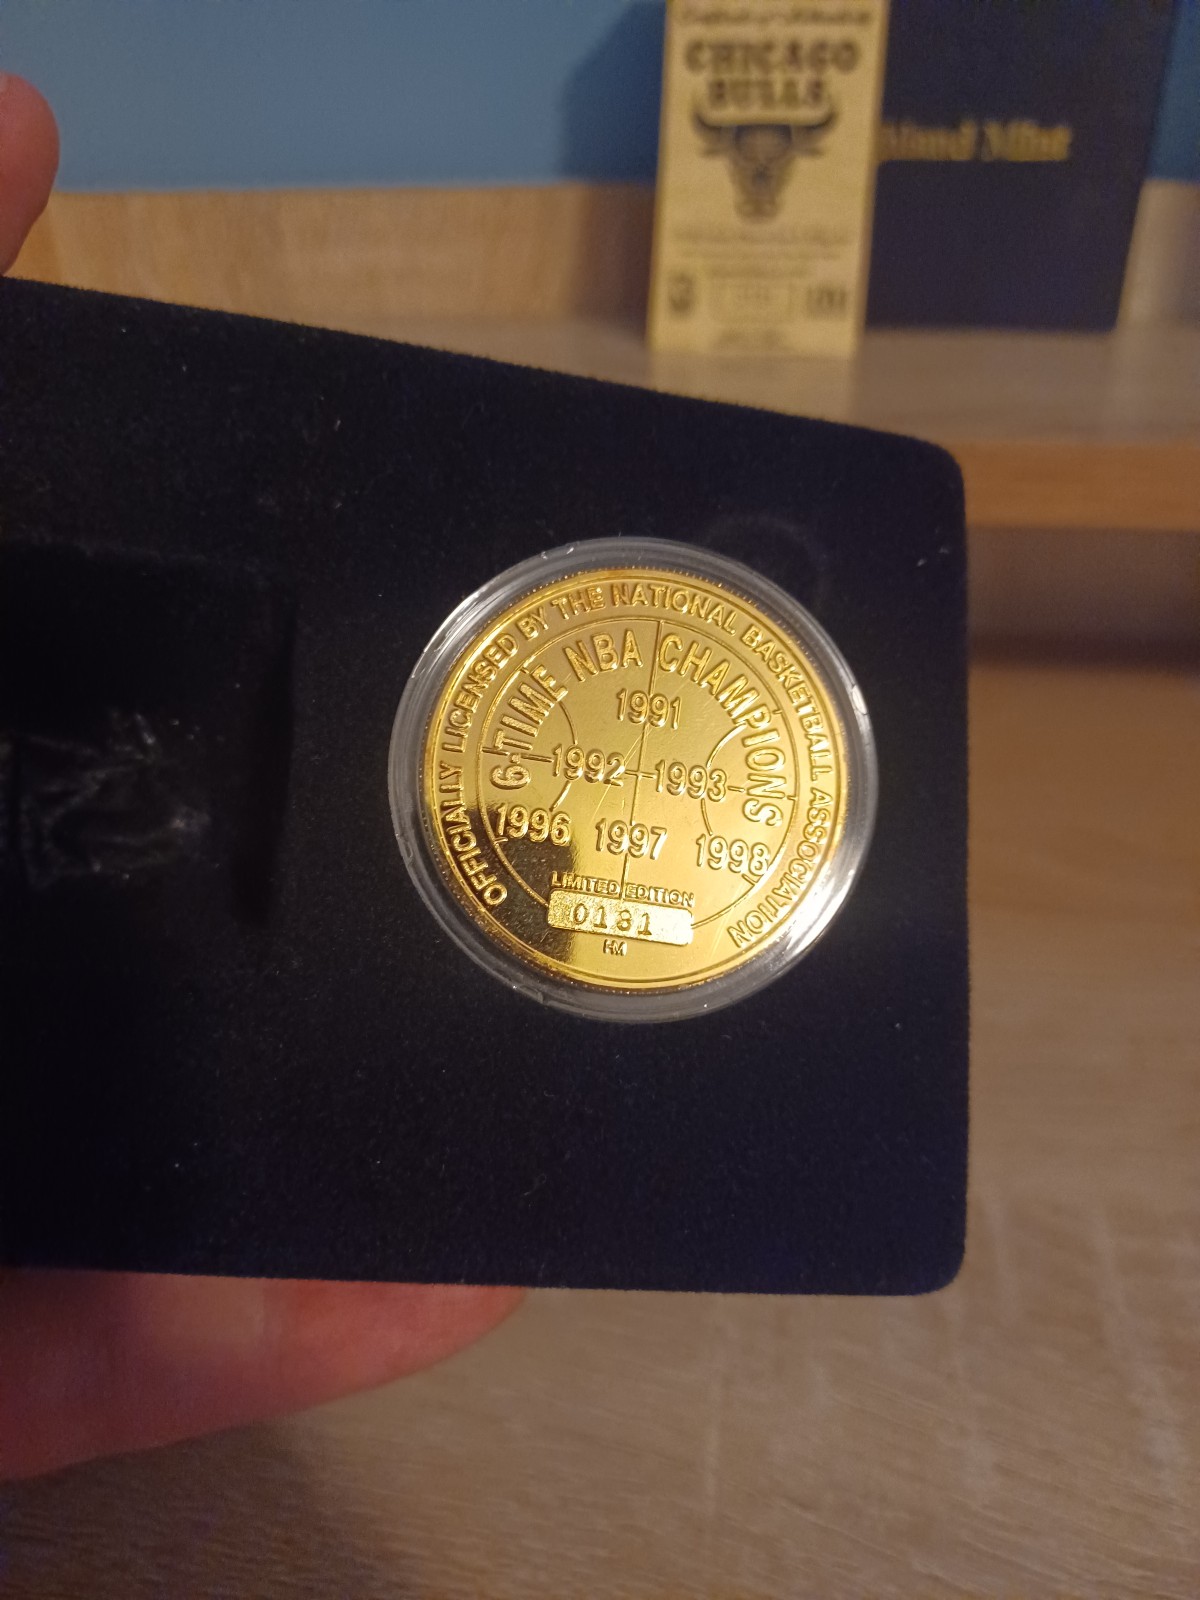 CHICAGO
BULLS
Mint
OFFICIALLY LICENSED BY THE NATIONAL BASKETBALL ASSOCIATION
6-TIME NBA CHAMPIONS
1991
1992 1993
1996 1997 1998
LIMITED EDITION
0181
HM